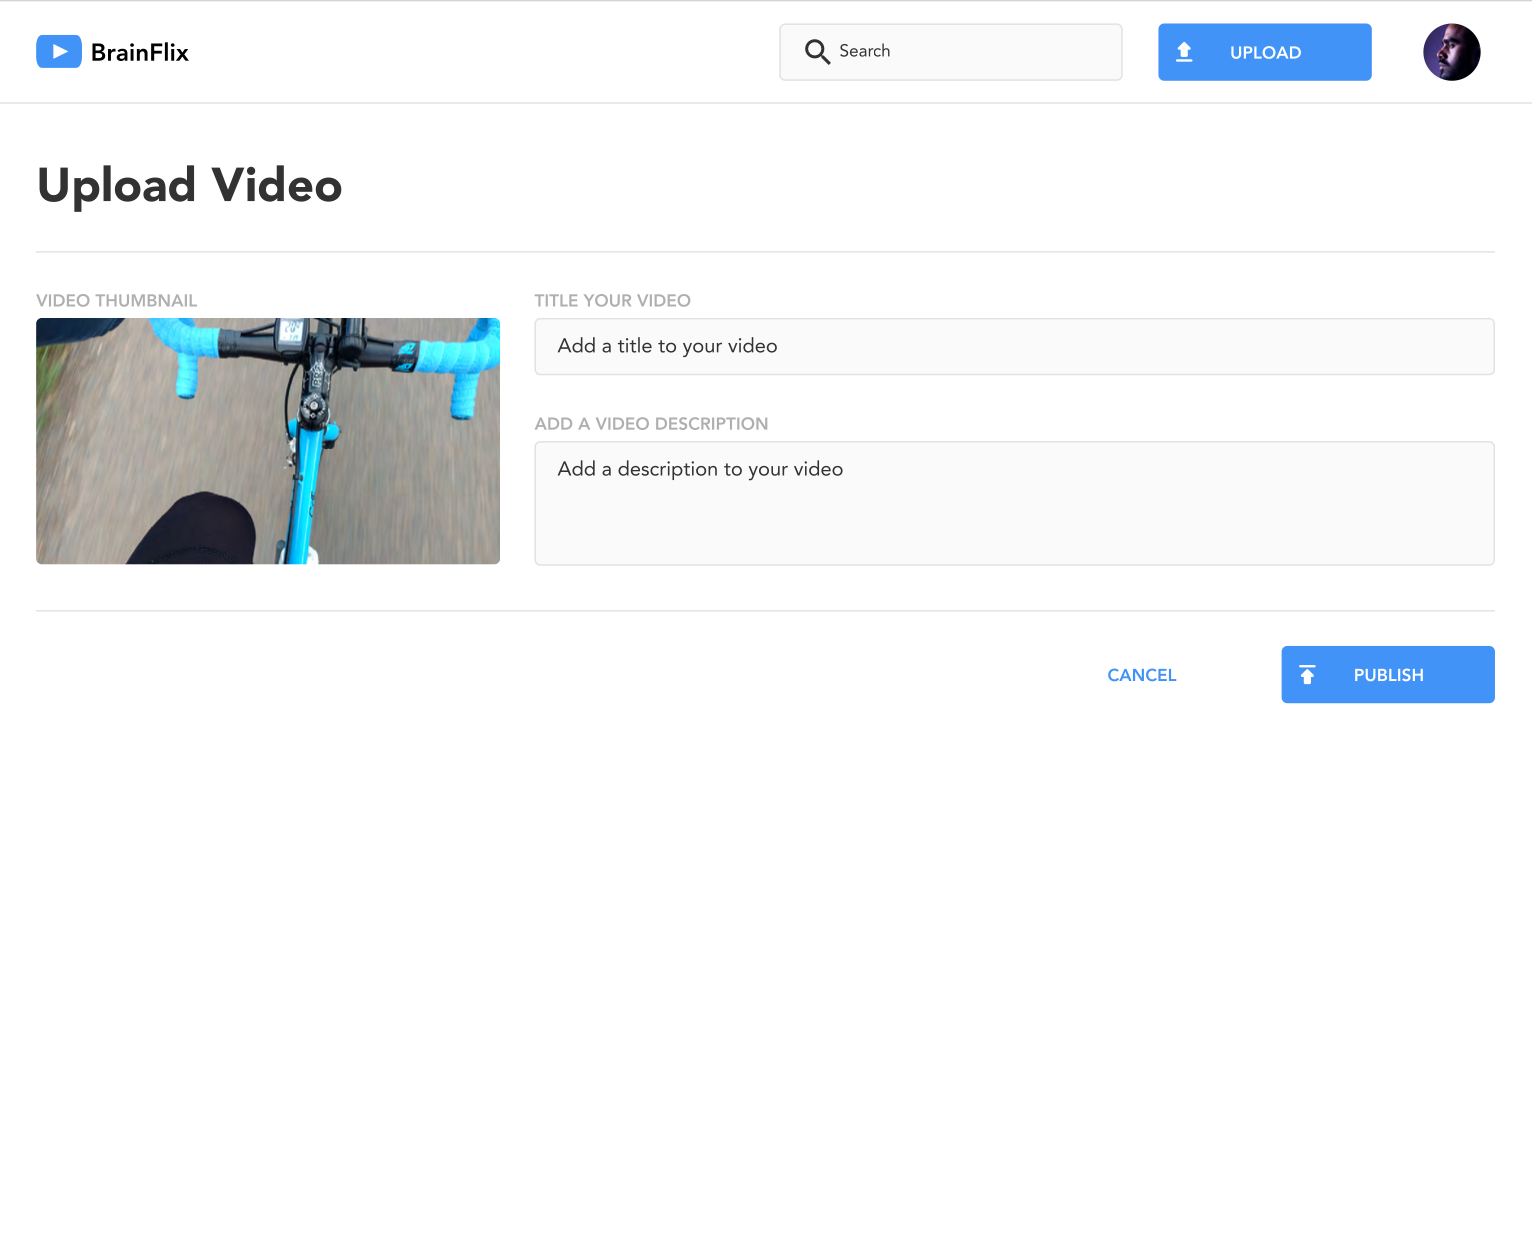 BrainFlix
Search
UPLOAD
Upload Video
VIDEO THUMBNAIL
TITLE YOUR VIDEO
Add a title to your video
ADD A VIDEO DESCRIPTION
Add a description to your video
CANCEL
PUBLISH